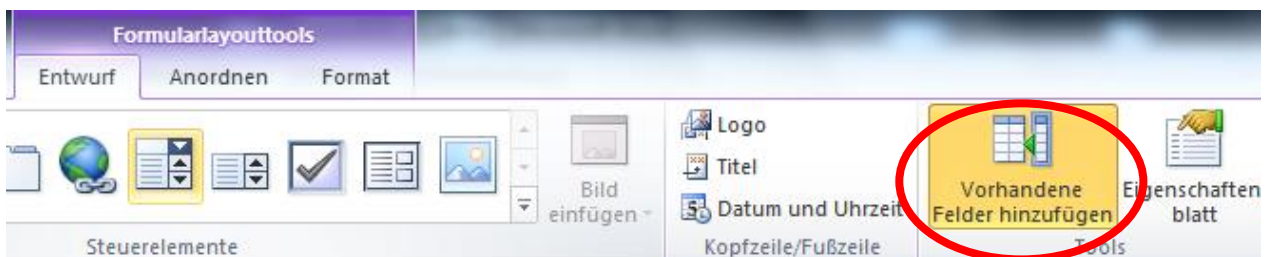 Formularlayouttools
Entwurf Anordnen Format
Logo
Titel
Datum und Uhrzeit
Bild
einfügen
Vorhandene
Felder hinzufügen
Eigenschaften
blatt
Steuerelemente
Kopfzeile/Fußzeile
Tools